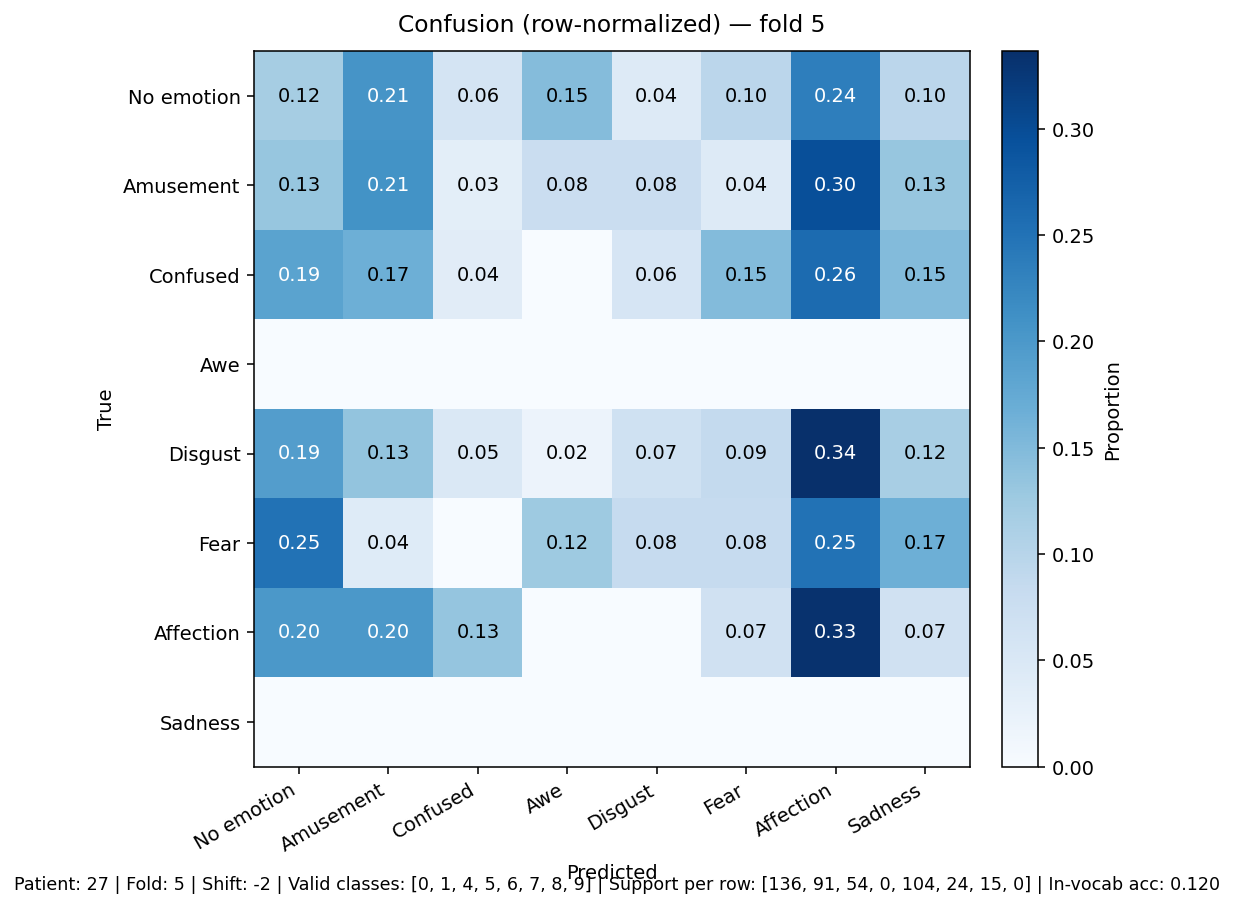 Confusion (row-normalized) — fold 5
No emotion 0.12 0.21 0.06 0.15 0.04 0.10 0.24 0.10
Amusement 0.13 0.21 0.03 0.08 0.08 0.04 0.30 0.13
Confused 0.19 0.17 0.04 0.06 0.15 0.26 0.15
Awe
Disgust 0.19 0.13 0.05 0.02 0.07 0.09 0.34 0.12
Fear 0.25 0.04 0.12 0.08 0.08 0.25 0.17
Affection 0.20 0.20 0.13 0.07 0.33 0.07
Sadness
True
No emotion Amusement Confused Awe Disgust Fear Affection Sadness
Predicted
0.30
0.25
0.20
0.15
0.10
0.05
0.00
Proportion
Patient: 27 | Fold: 5 | Shift: -2 | Valid classes: [0, 1, 4, 5, 6, 7, 8, 9] | Support per row: [136, 91, 54, 0, 104, 24, 15, 0] | In-vocab acc: 0.120